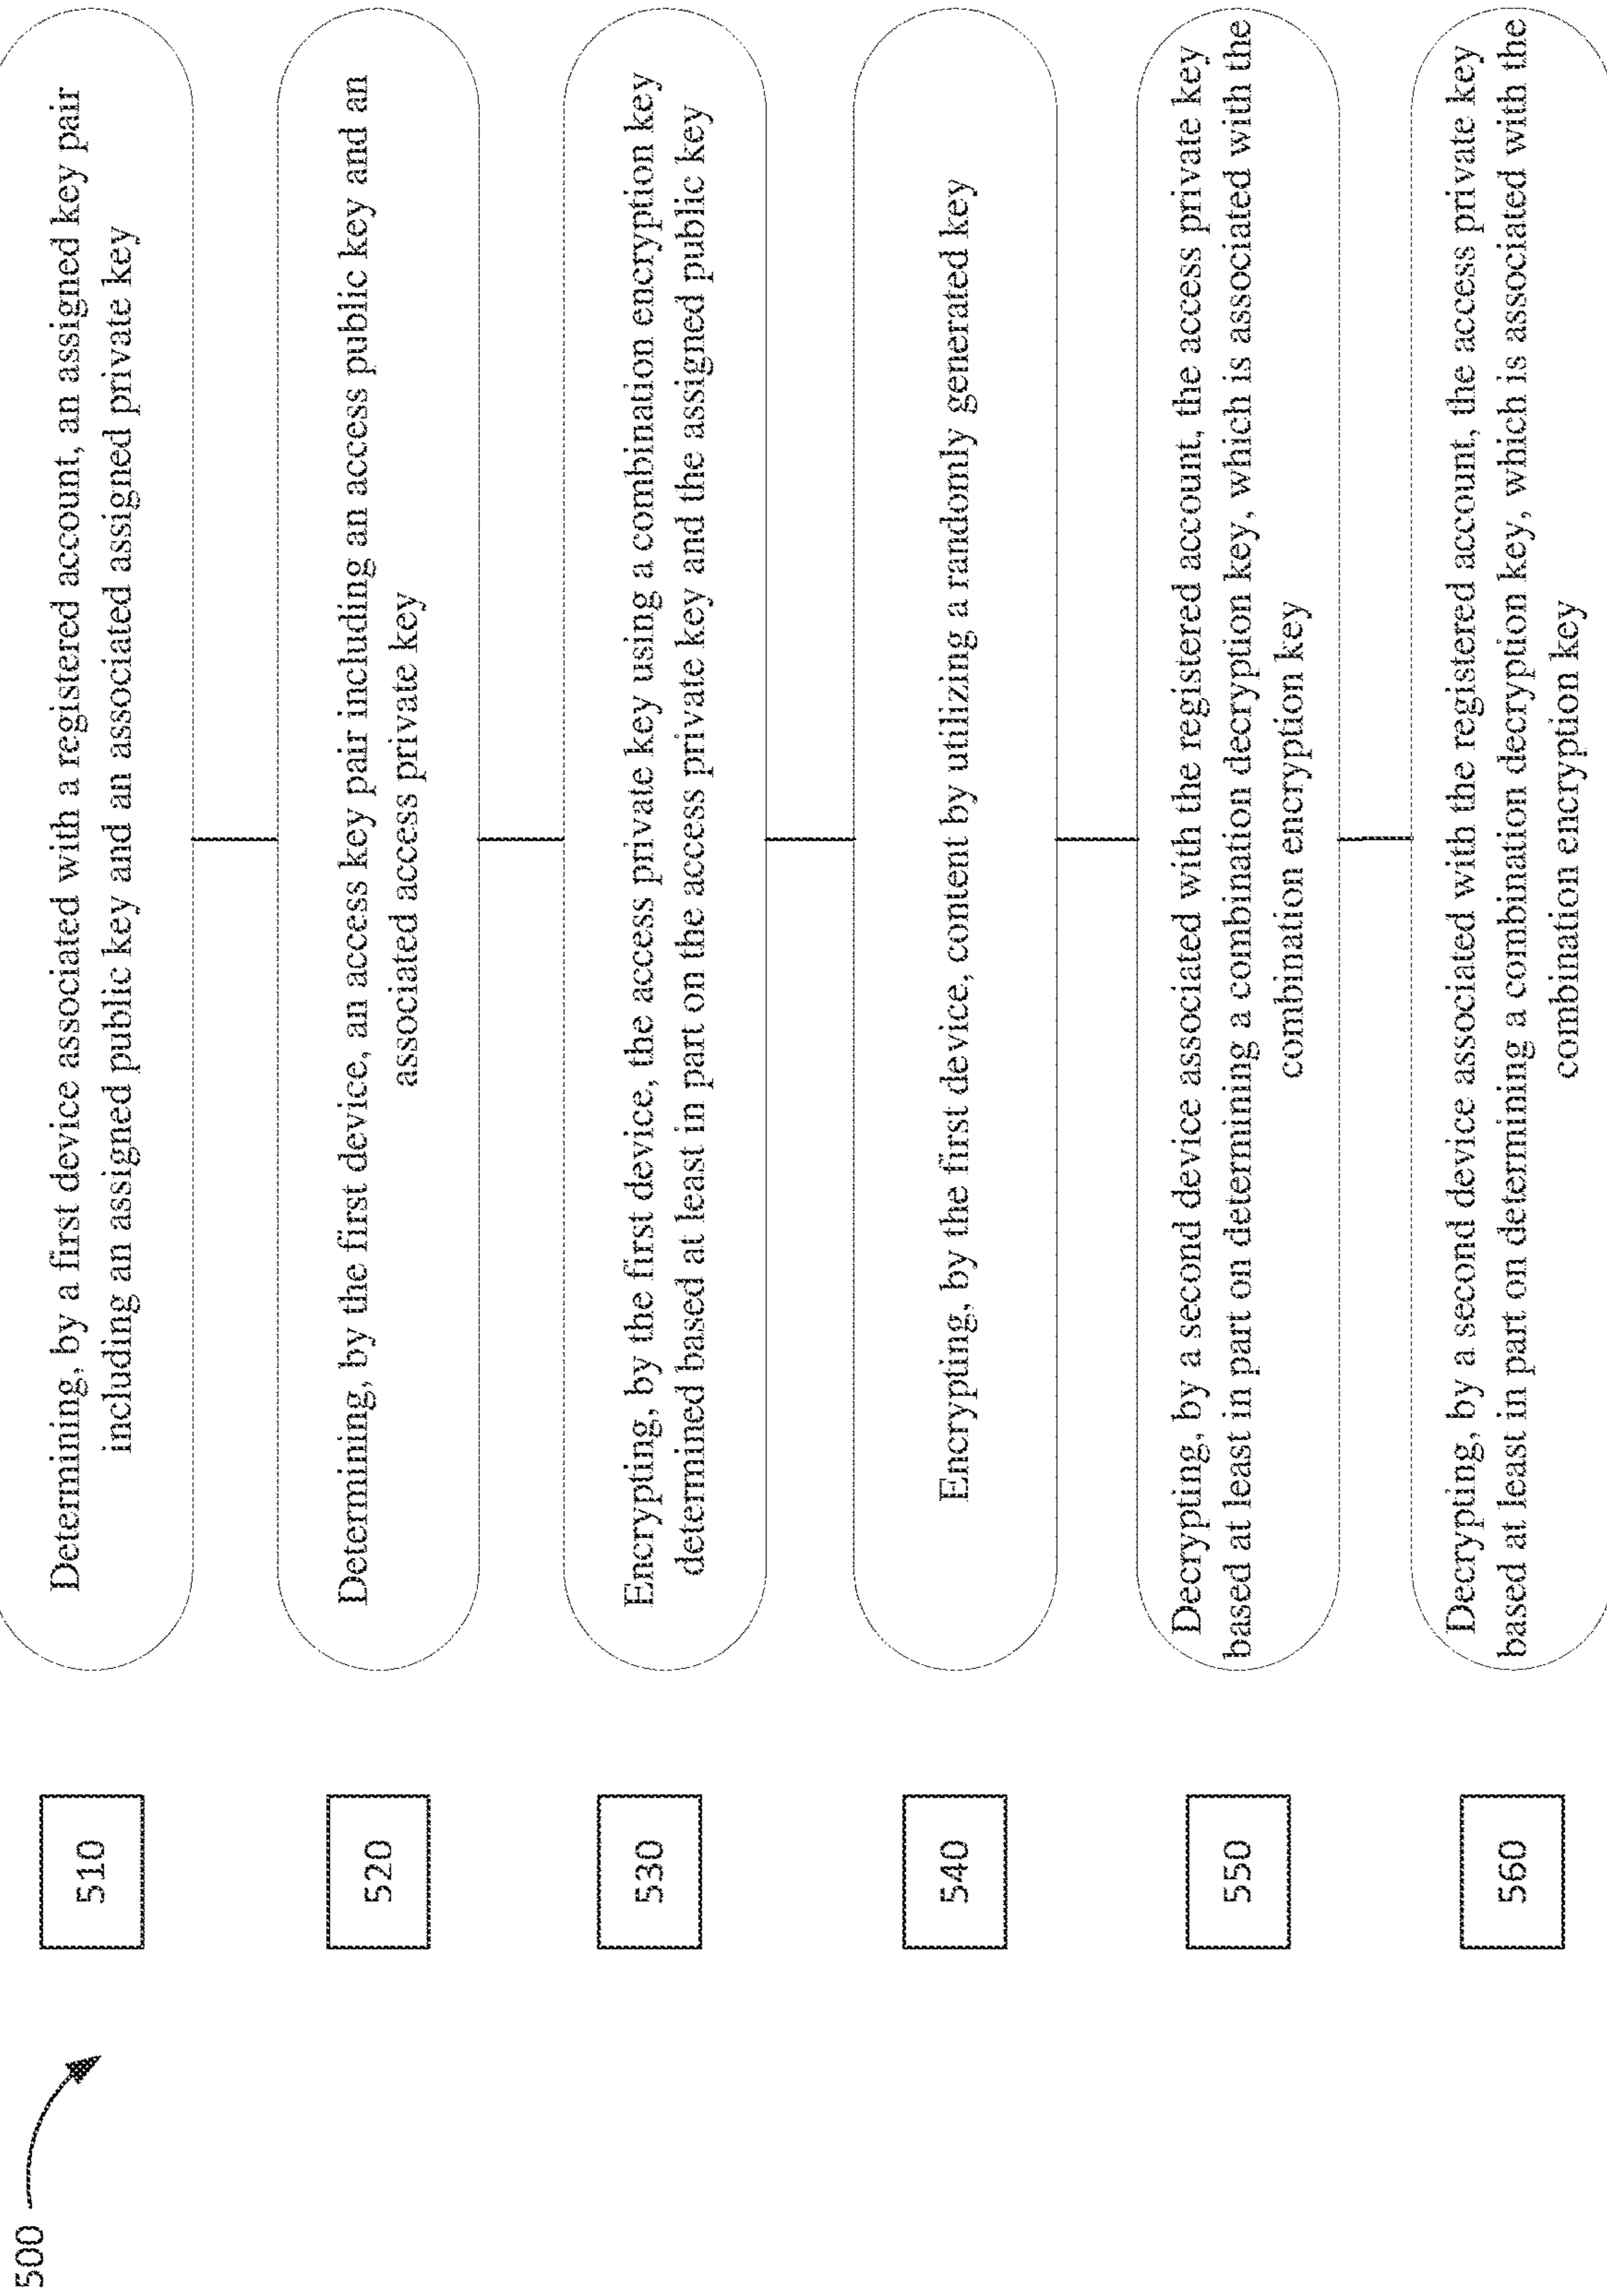 500
510
Determining, by a first device associated with a registered account, an assigned key pair
including an assigned public key and an associated assigned private key
520
Determining, by the first device, an access key pair including an access public key and an
associated access private key
530
Encrypting, by the first device, the access private key using a combination encryption key
determined based at least in part on the access private key and the assigned public key
540
Encrypting, by the first device, content by utilizing a randomly generated key
550
Decrypting, by a second device associated with the registered account, the access private key
based at least in part on determining a combination decryption key, which is associated with the
combination encryption key
560
Decrypting, by a second device associated with the registered account, the access private key
based at least in part on determining a combination decryption key, which is associated with the
combination encryption key